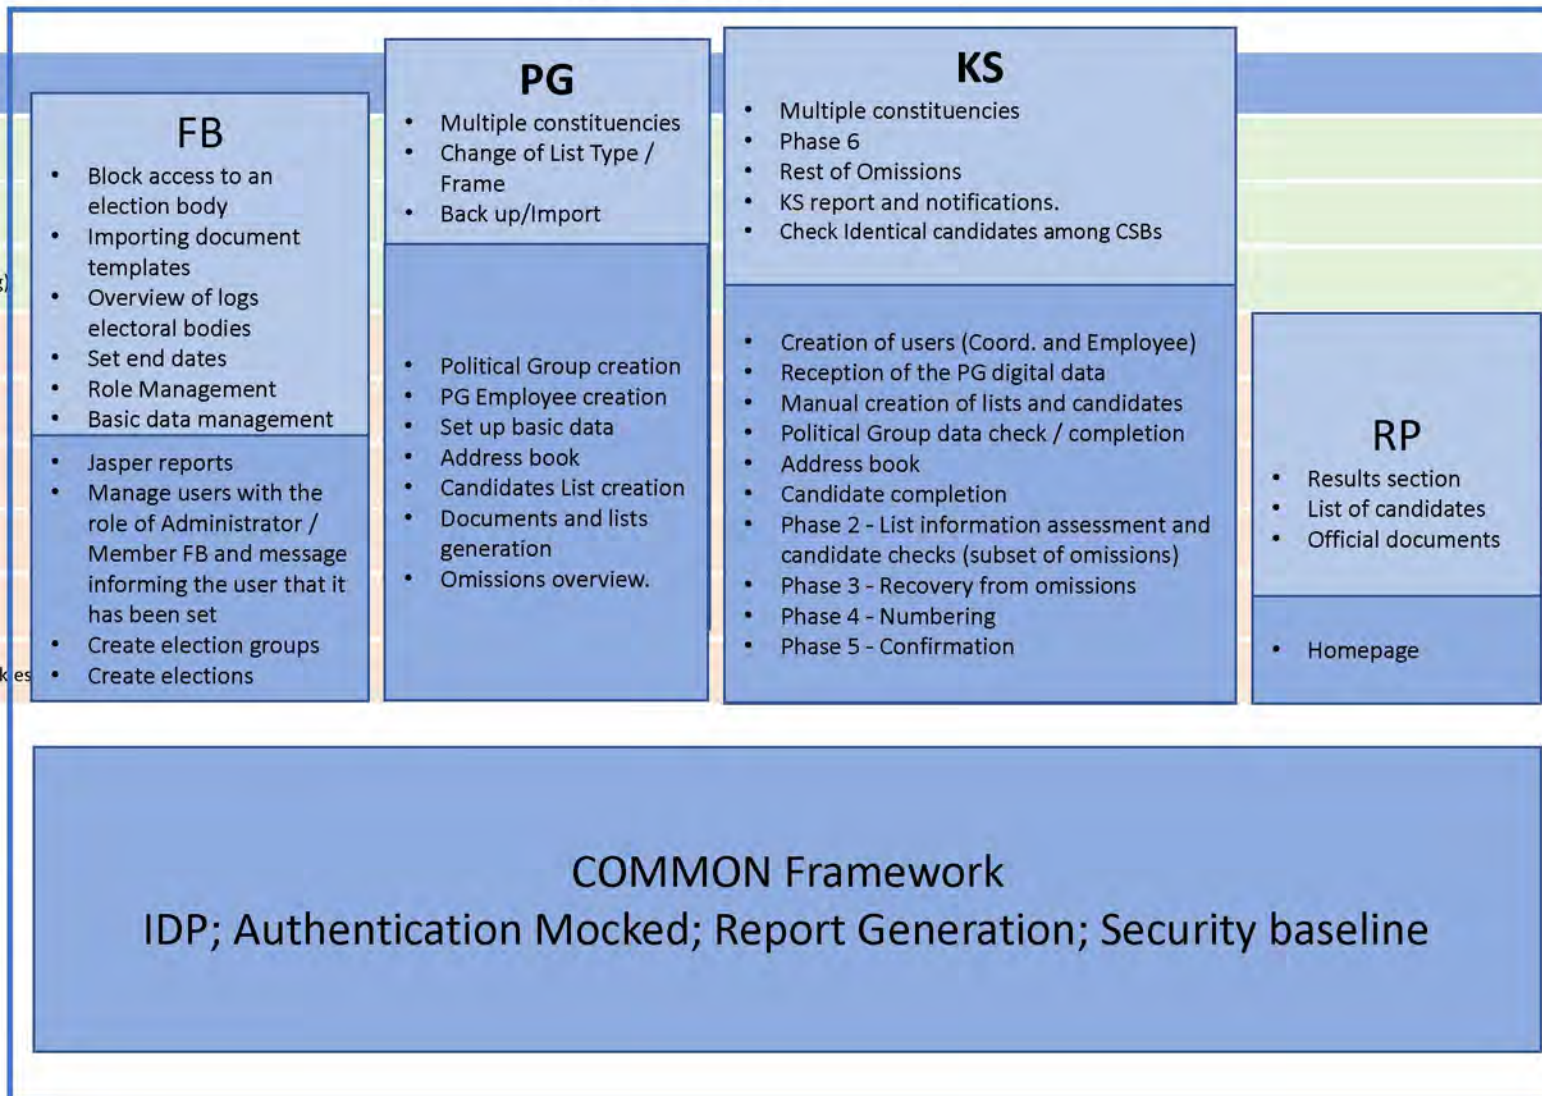 FB
• Block access to an
election body
• Importing document
templates
• Overview of logs
electoral bodies
• Set end dates
• Role Management
• Basic data management
• Jasper reports
• Manage users with the
role of Administrator /
Member FB and message
informing the user that it
has been set
• Create election groups
• Create elections
PG
• Multiple constituencies
• Change of List Type /
Frame
• Back up/Import
• Political Group creation
• PG Employee creation
• Set up basic data
• Address book
• Candidates List creation
• Documents and lists
generation
• Omissions overview.
KS
• Multiple constituencies
• Phase 6
• Rest of Omissions
• KS report and notifications.
• Check Identical candidates among CSBs
• Creation of users (Coord. and Employee)
• Reception of the PG digital data
• Manual creation of lists and candidates
• Political Group data check / completion
• Address book
• Candidate completion
• Phase 2 - List information assessment and
candidate checks (subset of omissions)
• Phase 3 - Recovery from omissions
• Phase 4 - Numbering
• Phase 5 - Confirmation
RP
• Results section
• List of candidates
• Official documents
• Homepage
COMMON Framework
IDP; Authentication Mocked; Report Generation; Security baseline